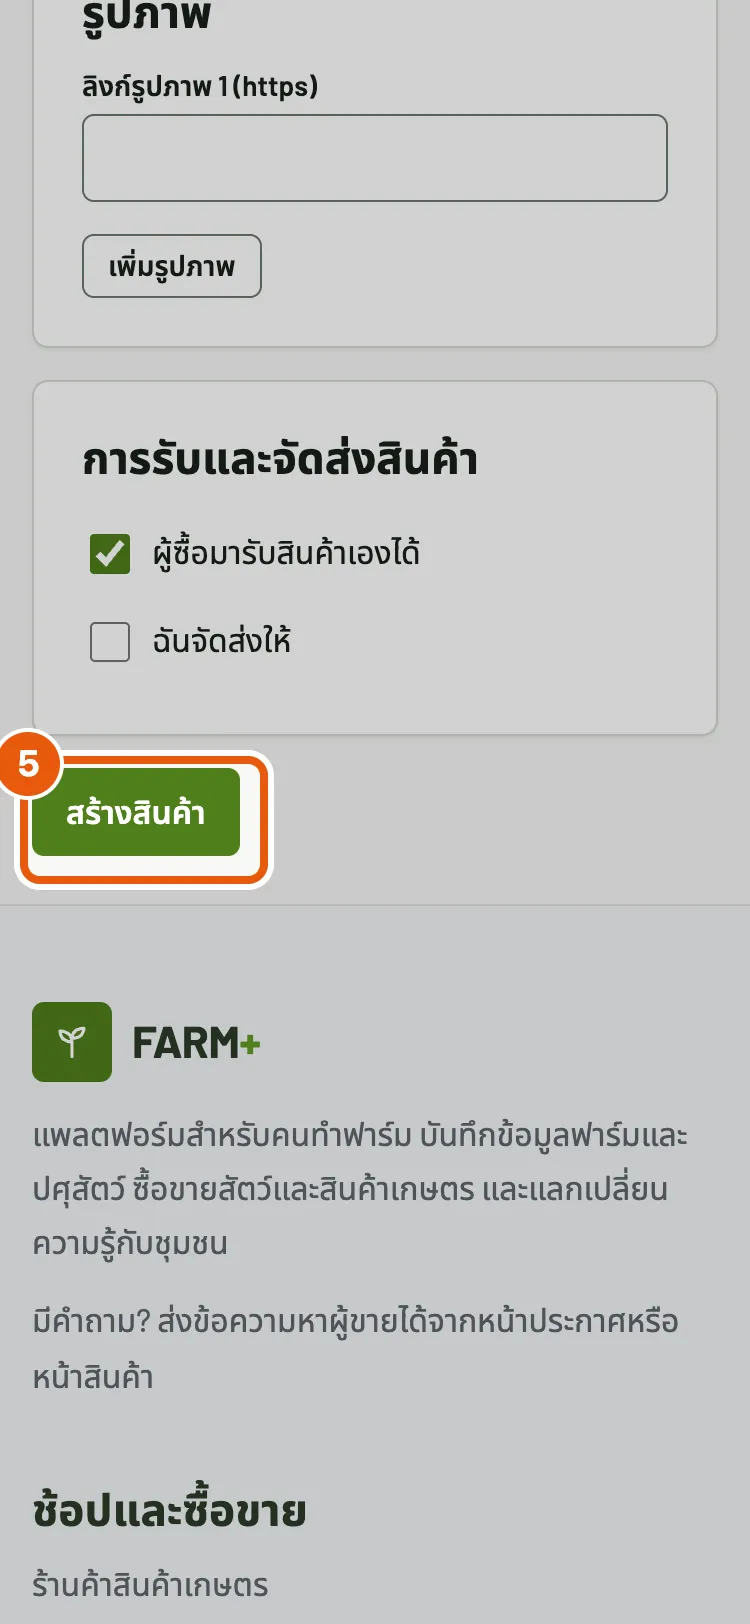 รูปภาพ
ลิงก์รูปภาพ 1 (https)
เพิ่มรูปภาพ
การรับและจัดส่งสินค้า
ผู้ซื้อมารับสินค้าเองได้
ฉันจัดส่งให้
5
สร้างสินค้า
FARM+
แพลตฟอร์มสำหรับคนทำฟาร์ม บันทึกข้อมูลฟาร์มและ
ปศุสัตว์ ซื้อขายสัตว์และสินค้าเกษตร และแลกเปลี่ยน
ความรู้กับชุมชน
มีคำถาม? ส่งข้อความหาผู้ขายได้จากหน้าประกาศหรือ
หน้าสินค้า
ช้อปและซื้อขาย
ร้านค้าสินค้าเกษตร